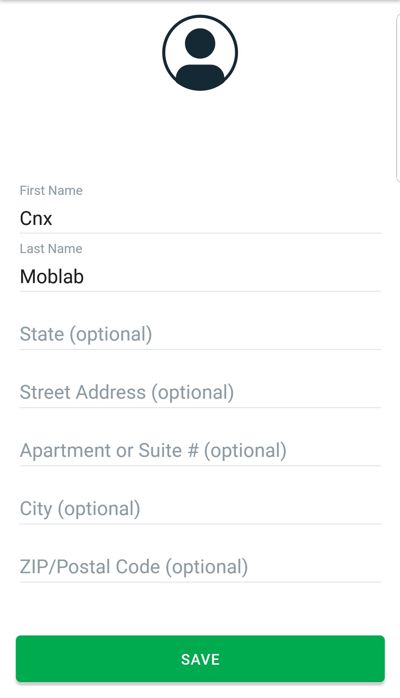 First Name
Cnx
Last Name
Moblab
State (optional)
Street Address (optional)
Apartment or Suite # (optional)
City (optional)
ZIP/Postal Code (optional)
SAVE